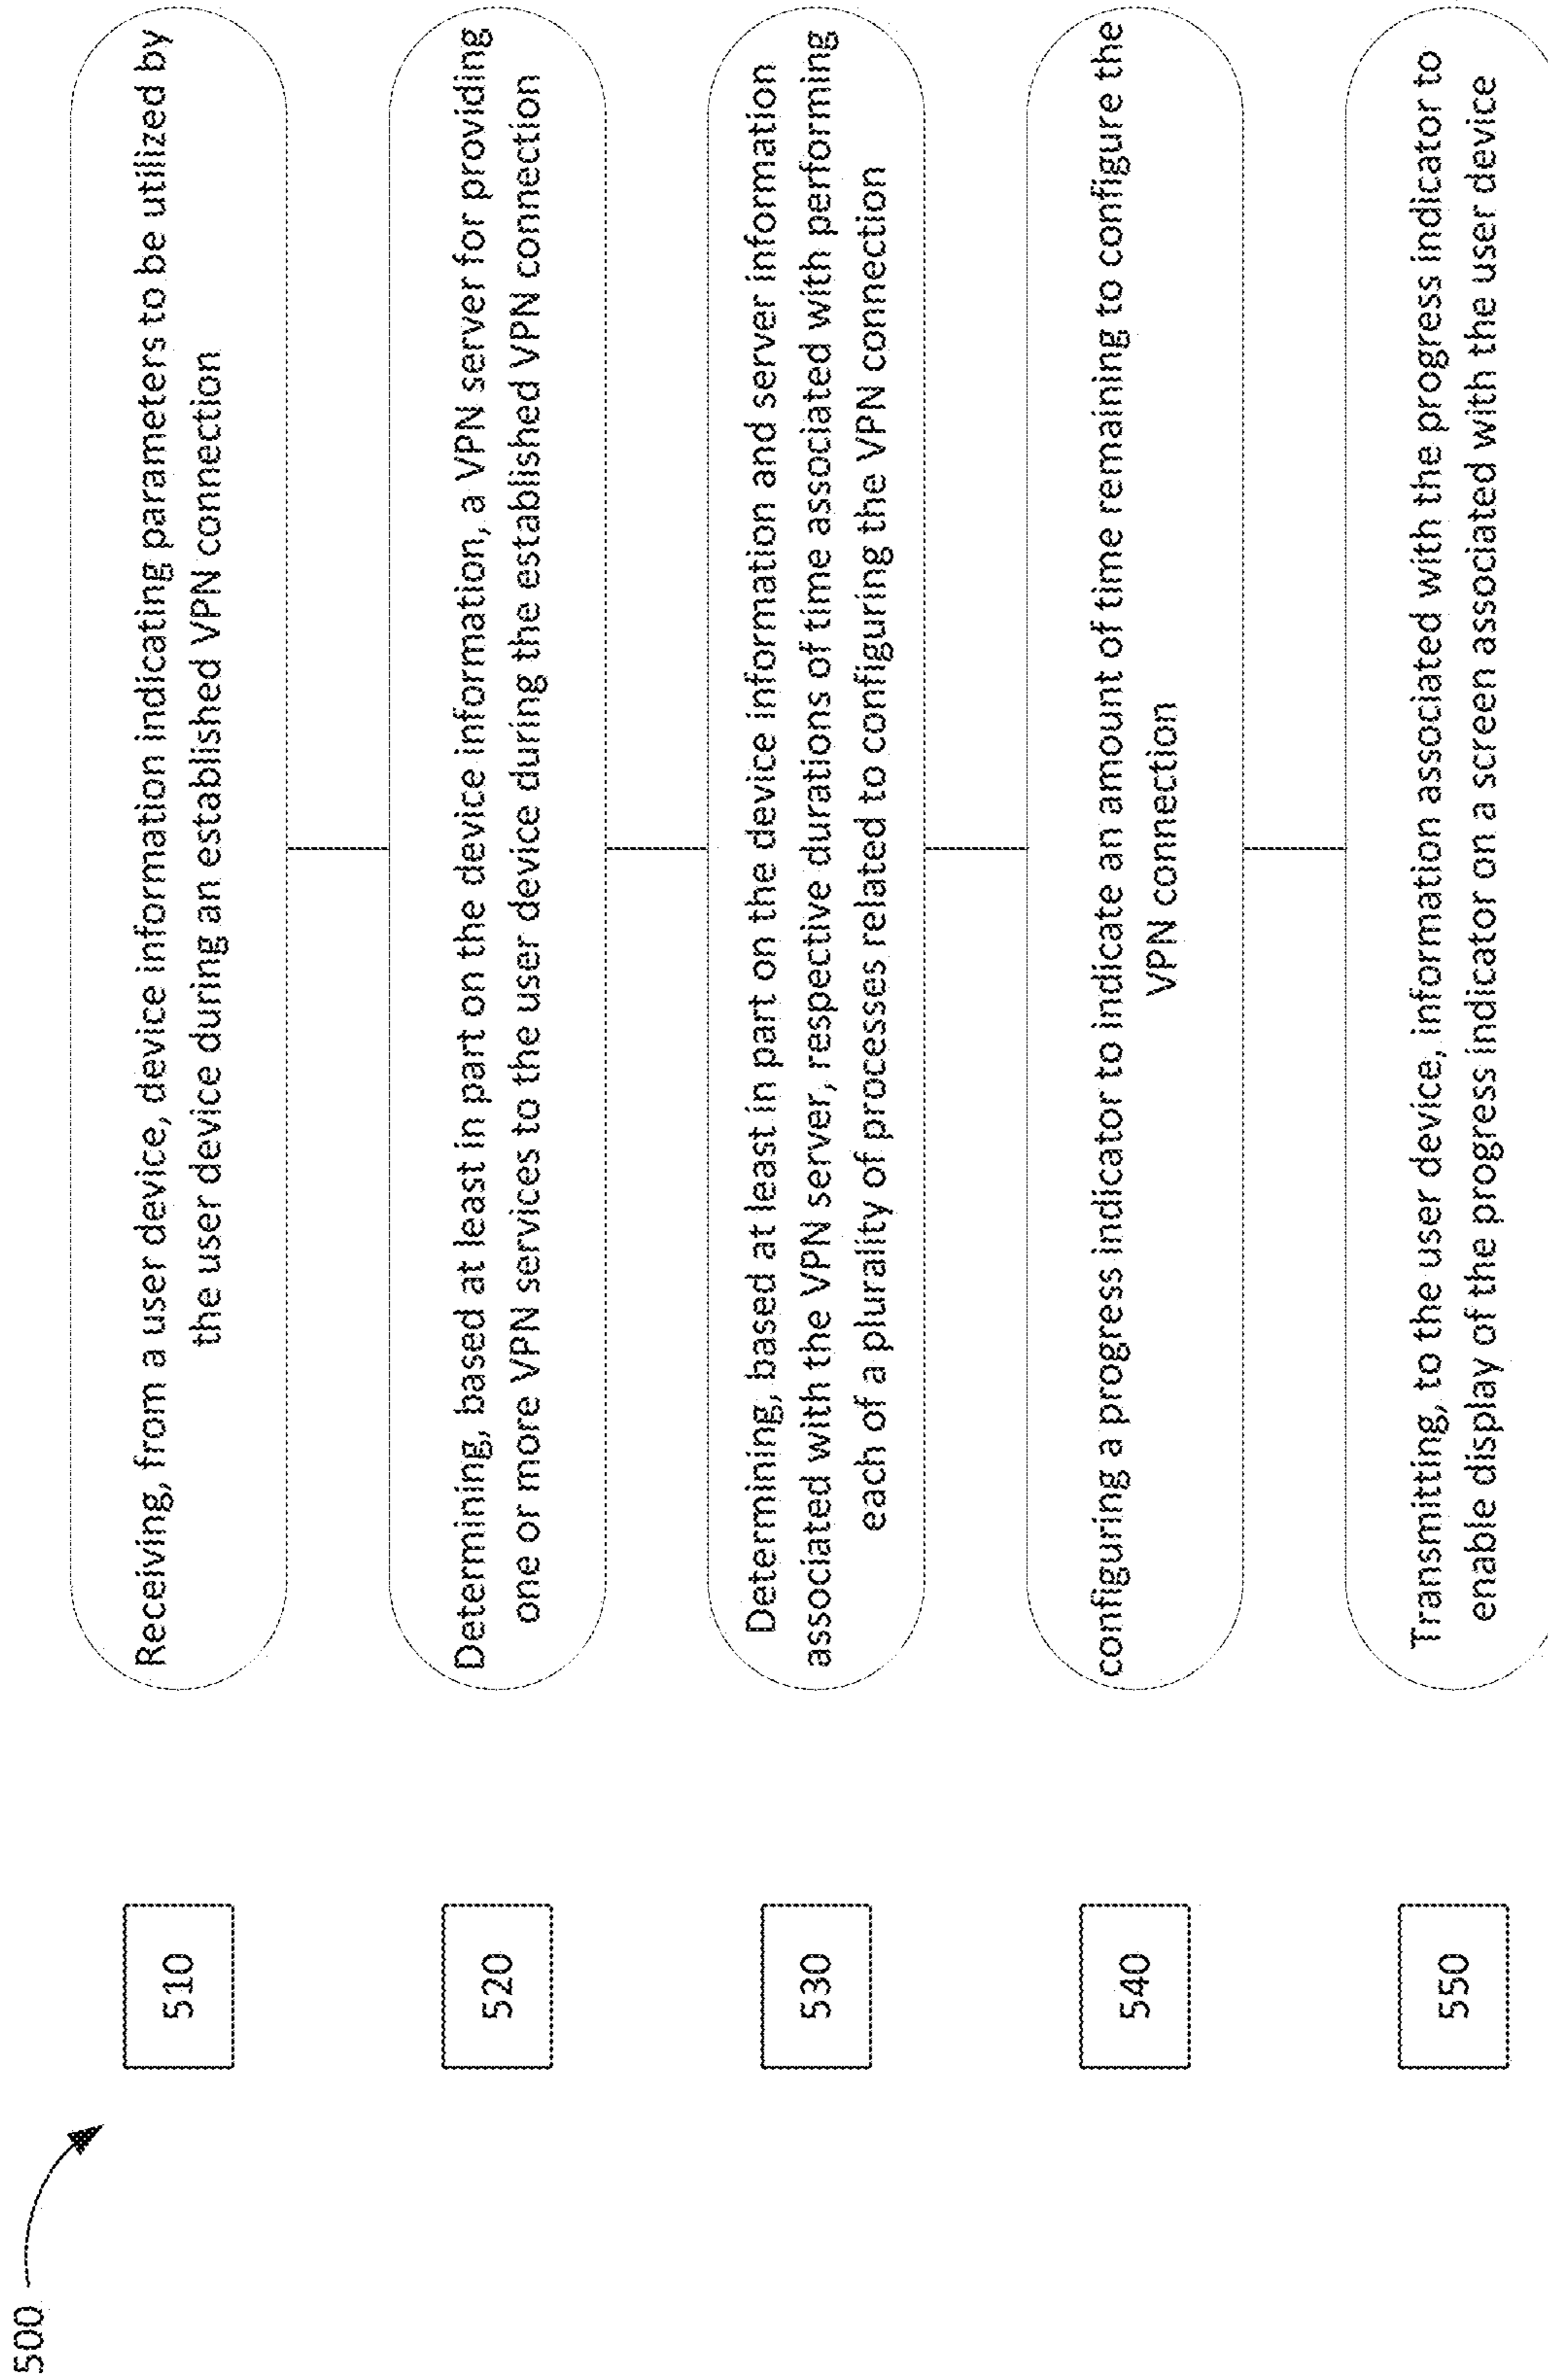 500
510
Receiving, from a user device, device information indicating parameters to be utilized by
the user device during an established VPN connection
520
Determining, based at least in part on the device information, a VPN server for providing
one or more VPN services to the user device during the established VPN connection
530
Determining, based at least in part on the device information and server information
associated with the VPN server, respective durations of time associated with performing
each of a plurality of processes related to configuring the VPN connection
540
configuring a progress indicator to indicate an amount of time remaining to configure the
VPN connection
550
Transmitting, to the user device, information associated with the progress indicator to
enable display of the progress indicator on a screen associated with the user device